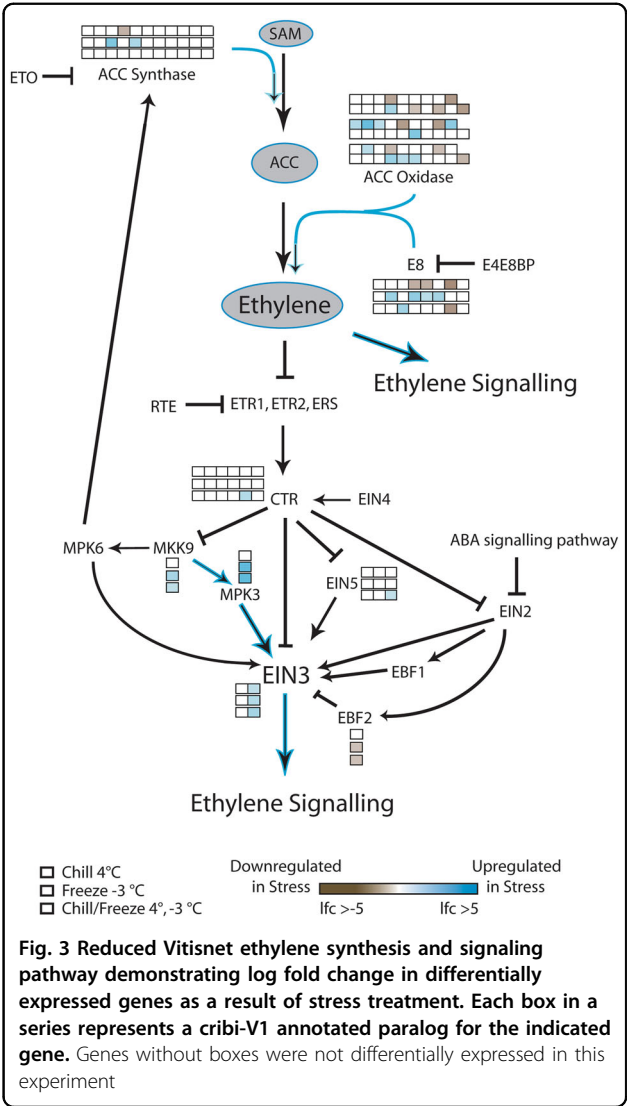 SAM
ETO
ACC Synthase
ACC
ACC Oxidase
E8
E4E8BP
Ethylene
Ethylene Signalling
RTE
ETR1, ETR2, ERS
CTR
EIN4
ABA signalling pathway
MPK6
MKK9
MPK3
EIN5
EIN2
EIN3
EBF1
EBF2
Ethylene Signalling
Chill 4°C
Freeze -3 °C
Chill/Freeze 4°, -3 °C
Downregulated
in Stress
Upregulated
in Stress
lfc >-5
lfc >5
Fig. 3 Reduced Vitisnet ethylene synthesis and signaling
pathway demonstrating log fold change in differentially
expressed genes as a result of stress treatment. Each box in a
series represents a cribi-V1 annotated paralog for the indicated
gene. Genes without boxes were not differentially expressed in this
experiment